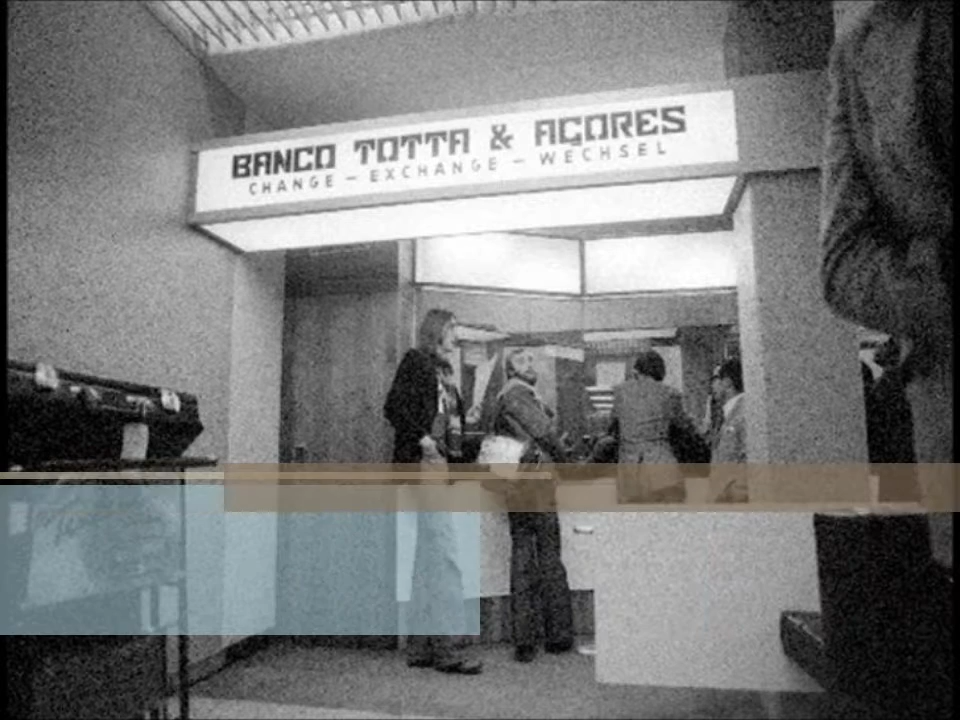 BANCO TOTTA & AÇORES
CHANGE – EXCHANGE – WECHSEL